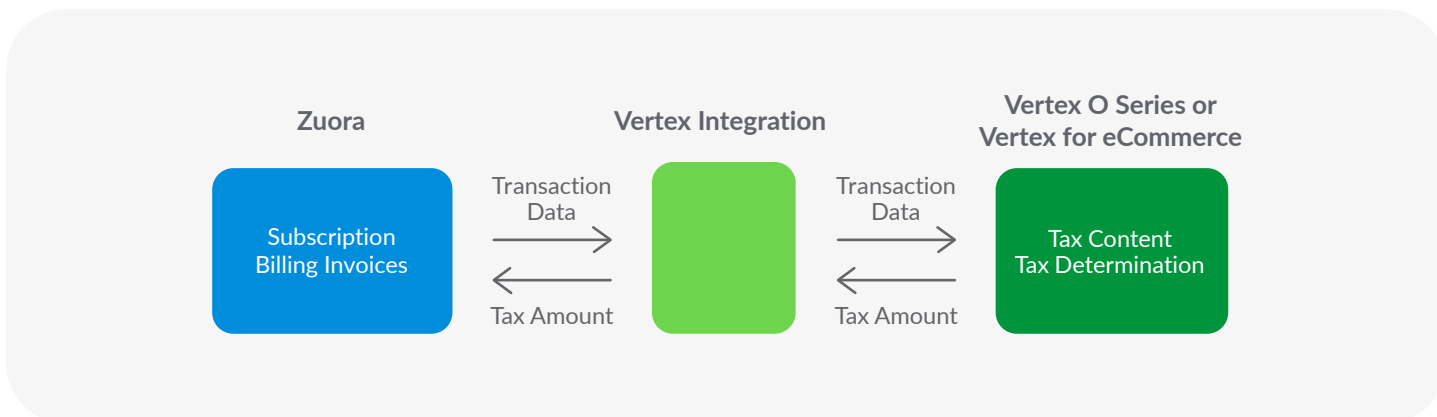 Zuora
Vertex Integration
Vertex O Series or
Vertex for eCommerce
Subscription
Billing Invoices
Transaction
Data
Tax Amount
Transaction
Data
Tax Amount
Tax Content
Tax Determination